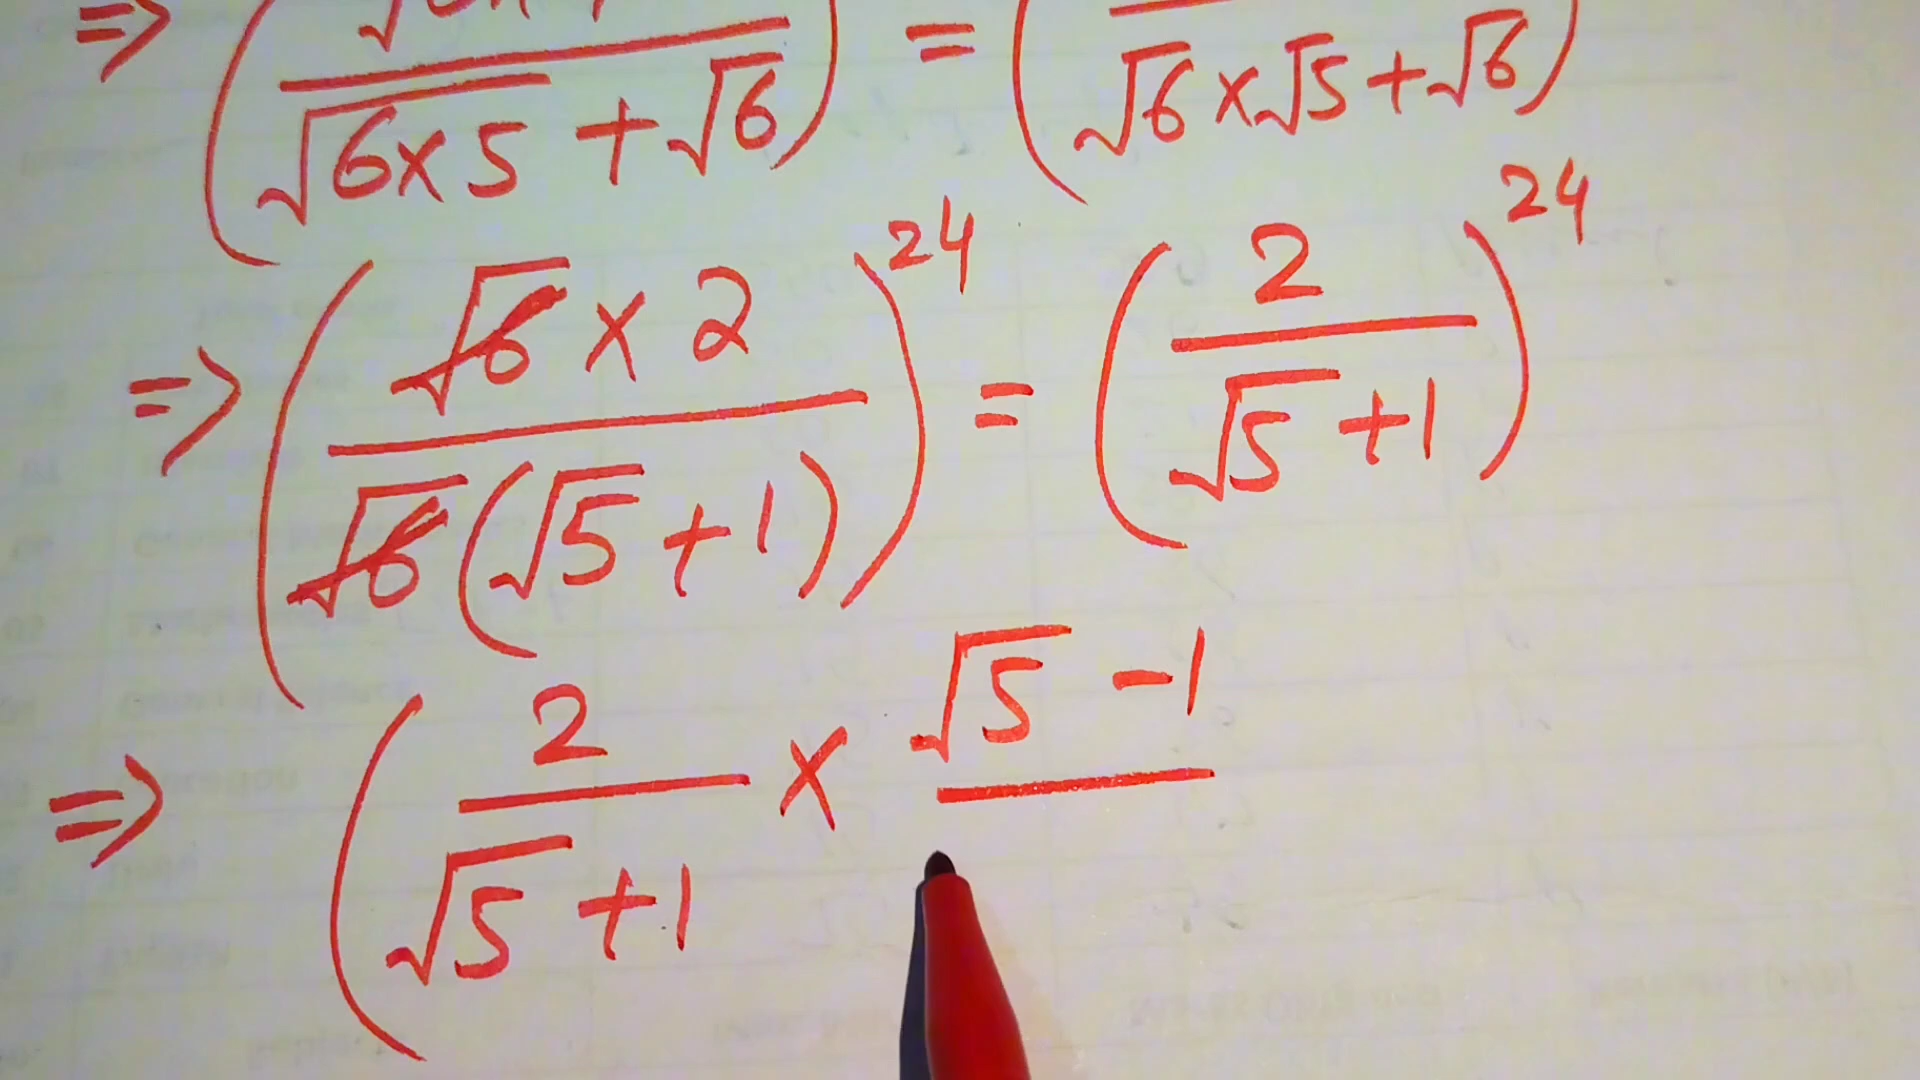 => ( / (√(6×5) + √6)) = ( / (√6×√5+√6))
=> ((√6 × 2) / (√6(√5+1)))^24 = (2 / (√5+1))^24
=> (2 / (√5+1) × (√5 -1) /